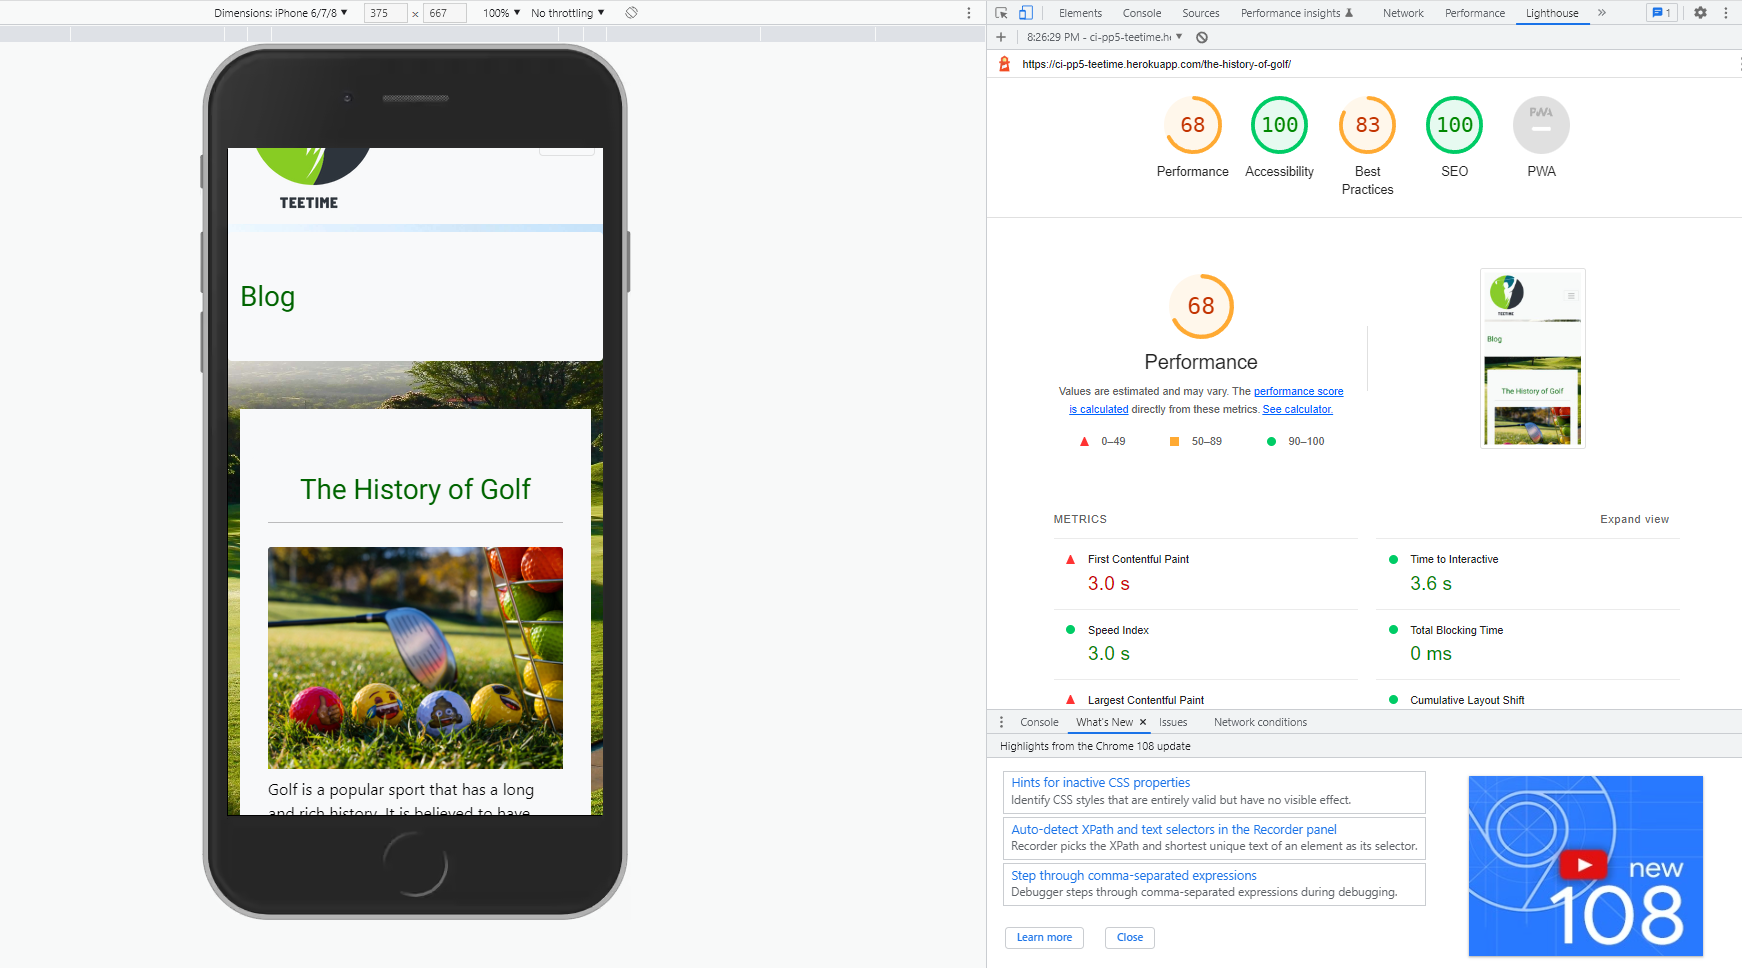 Dimensions: iPhone 6/7/8 ▼ 375 × 667 100% ▼ No throttling ▼
Elements Console Sources Performance insights Network Performance Lighthouse » 1
8:26:29 PM - ci-pp5-teetime.h
https://ci-pp5-teetime.herokuapp.com/the-history-of-golf/
68 100 83 100 PWA
Performance Accessibility Best Practices SEO PWA
TEETIME
Blog
The History of Golf
Golf is a popular sport that has a long
and rich history. It is believed to have
68
Performance
Values are estimated and may vary. The performance score
is calculated directly from these metrics. See calculator.
0–49 50–89 90–100
TEETIME
Blog
The History of Golf
METRICS Expand view
First Contentful Paint
3.0 s
Time to Interactive
3.6 s
Speed Index
3.0 s
Total Blocking Time
0 ms
Largest Contentful Paint
Cumulative Layout Shift
Console What's New × Issues Network conditions
Highlights from the Chrome 108 update
Hints for inactive CSS properties
Identify CSS styles that are entirely valid but have no visible effect.
Auto-detect XPath and text selectors in the Recorder panel
Recorder picks the XPath and shortest unique text of an element as its selector.
Step through comma-separated expressions
Debugger steps through comma-separated expressions during debugging.
Learn more Close
new
108